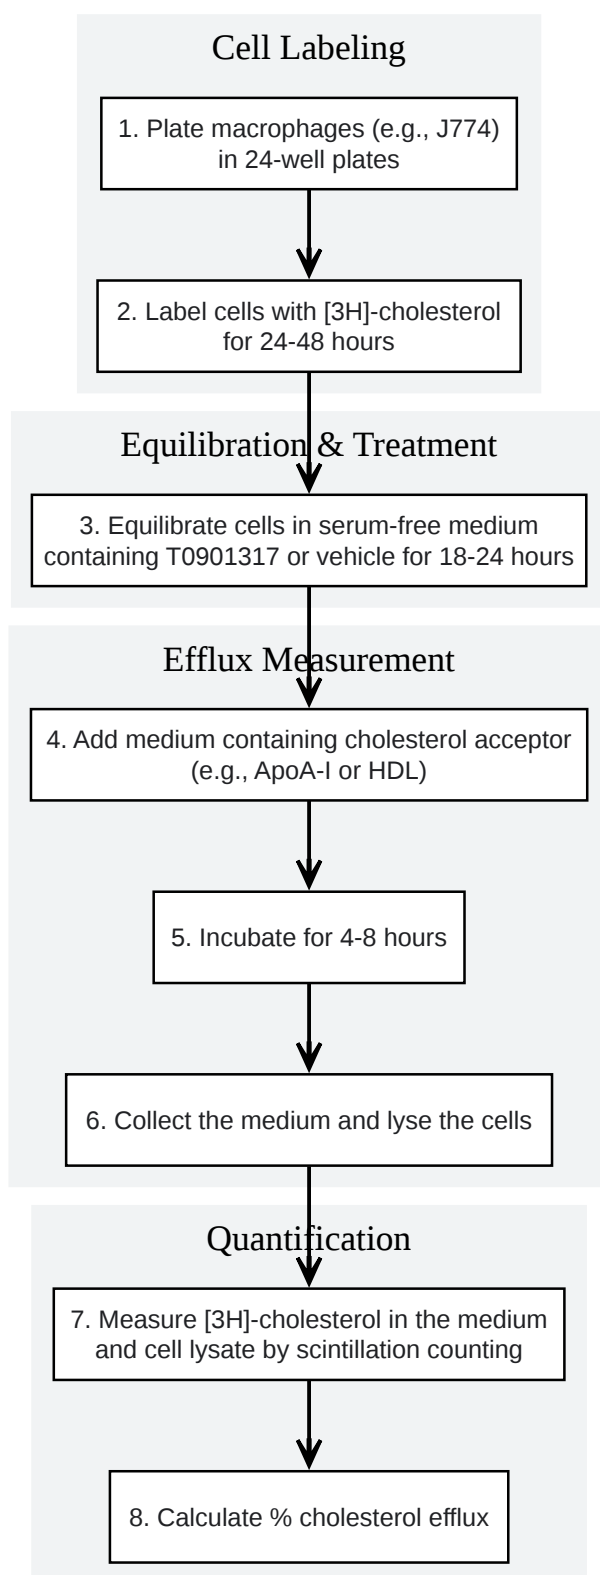 Cell Labeling
1. Plate macrophages (e.g., J774)
in 24-well plates
2. Label cells with [3H]-cholesterol
for 24-48 hours
Equilibration & Treatment
3. Equilibrate cells in serum-free medium
containing T0901317 or vehicle for 18-24 hours
Efflux Measurement
4. Add medium containing cholesterol acceptor
(e.g., ApoA-I or HDL)
5. Incubate for 4-8 hours
6. Collect the medium and lyse the cells
Quantification
7. Measure [3H]-cholesterol in the medium
and cell lysate by scintillation counting
8. Calculate % cholesterol efflux